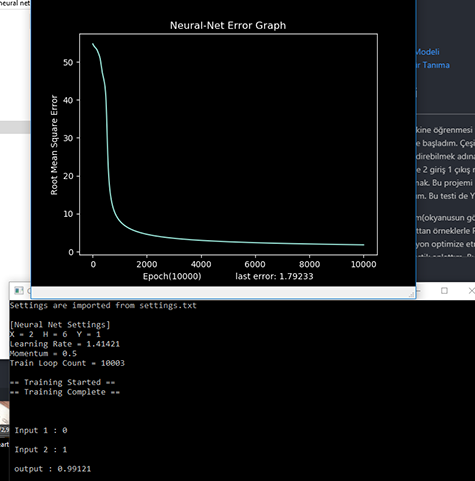 neural net
Neural-Net Error Graph
Root Mean Square Error
50
40
30
20
10
0
0 2000 4000 6000 8000 10000
Epoch(10000) last error: 1.79233
Modeli
ir Tanıma
kine öğrenmesi
e başladım. Çeşi
direbilmek adına
e 2 giriş 1 çıkış
mak. Bu projemi
m. Bu testi de Y
m(okyanusun gö
ttan örneklerle
yon optimize et
Settings are imported from settings.txt
[Neural Net Settings]
X = 2 H = 6 Y = 1
Learning Rate = 1.41421
Momentum = 0.5
Train Loop Count = 10003
== Training Started ==
== Training Complete ==
Input 1 : 0
Input 2 : 1
output : 0.99121